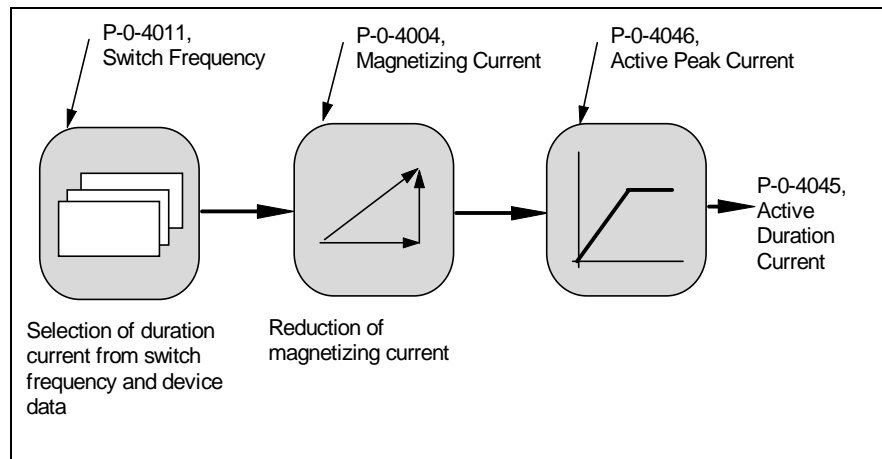 P-0-4011,
Switch Frequency
P-0-4004,
Magnetizing Current
P-0-4046,
Active Peak Current
P-0-4045,
Active
Duration
Current
Selection of duration
current from switch
frequency and device
data
Reduction of
magnetizing current